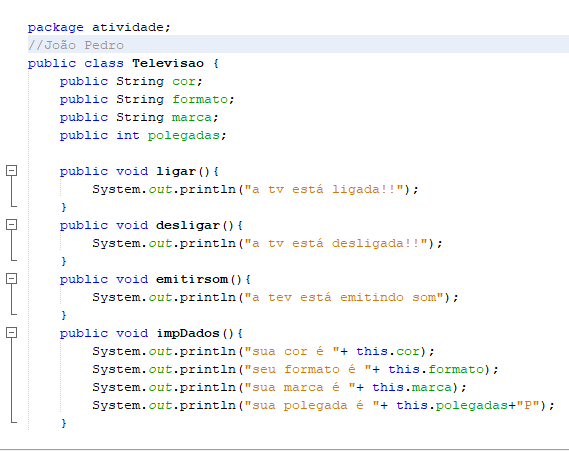 package atividade;
//João Pedro
public class Televisao {
public String cor;
public String formato;
public String marca;
public int polegadas;
public void ligar(){
System.out.println("a tv está ligada!!");
}
public void desligar(){
System.out.println("a tv está desligada!!");
}
public void emitirsom(){
System.out.println("a tev está emitindo som");
}
public void impDados(){
System.out.println("sua cor é "+ this.cor);
System.out.println("seu formato é "+ this.formato);
System.out.println("sua marca é "+ this.marca);
System.out.println("sua polegada é "+ this.polegadas+"P");
}